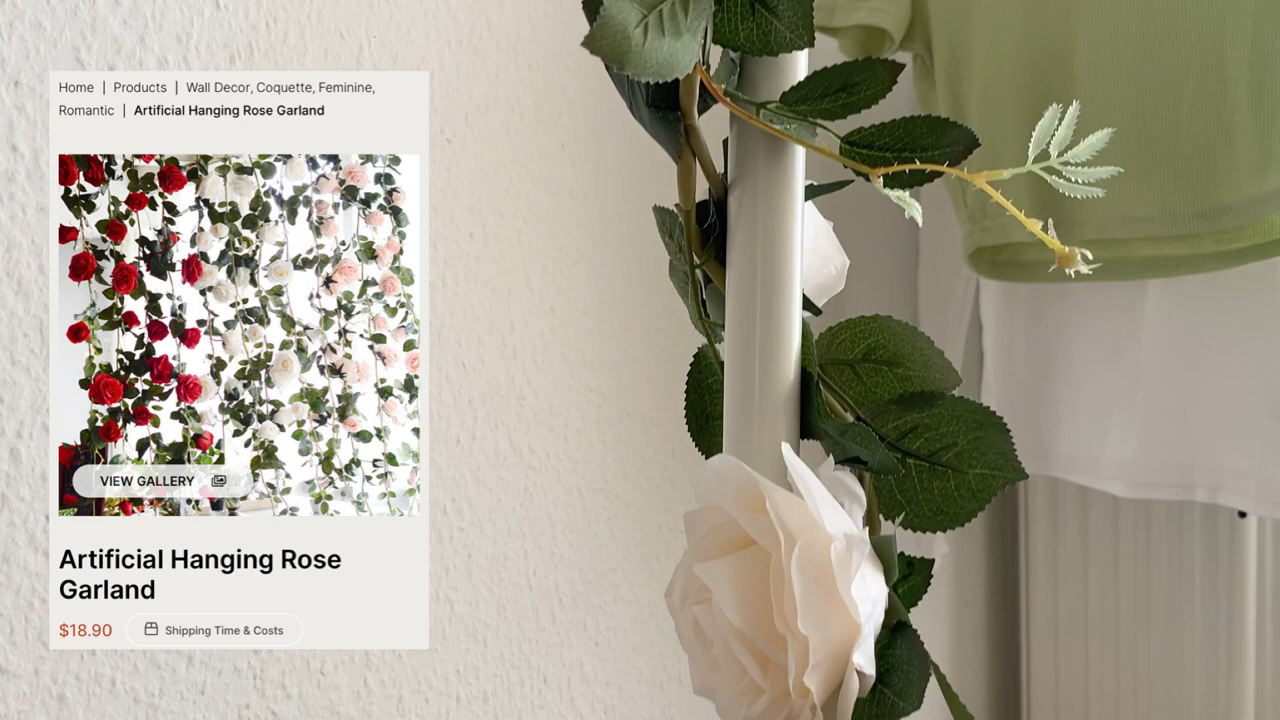 Home | Products | Wall Decor, Coquette, Feminine,
Romantic | Artificial Hanging Rose Garland
VIEW GALLERY
Artificial Hanging Rose
Garland
$18.90
Shipping Time & Costs